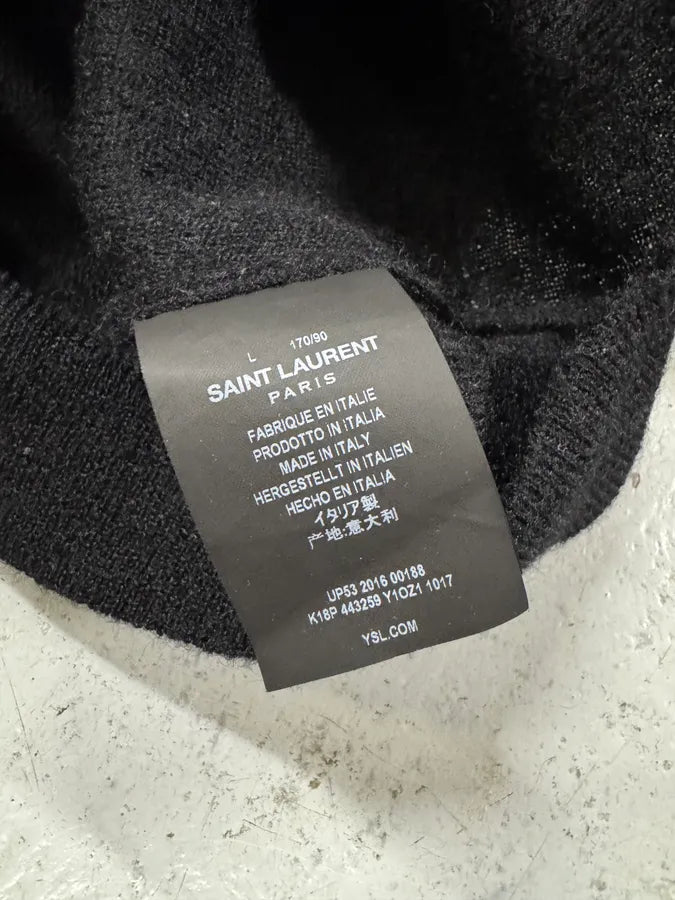 L 170/90
SAINT LAURENT
PARIS
FABRIQUE EN ITALIE
PRODOTTO IN ITALIA
MADE IN ITALY
HERGESTELLT IN ITALIEN
HECHO EN ITALIA
イタリア製
产地:意大利
UP53 2016 00188
K18P 443259 Y1OZ1 1017
YSL.COM